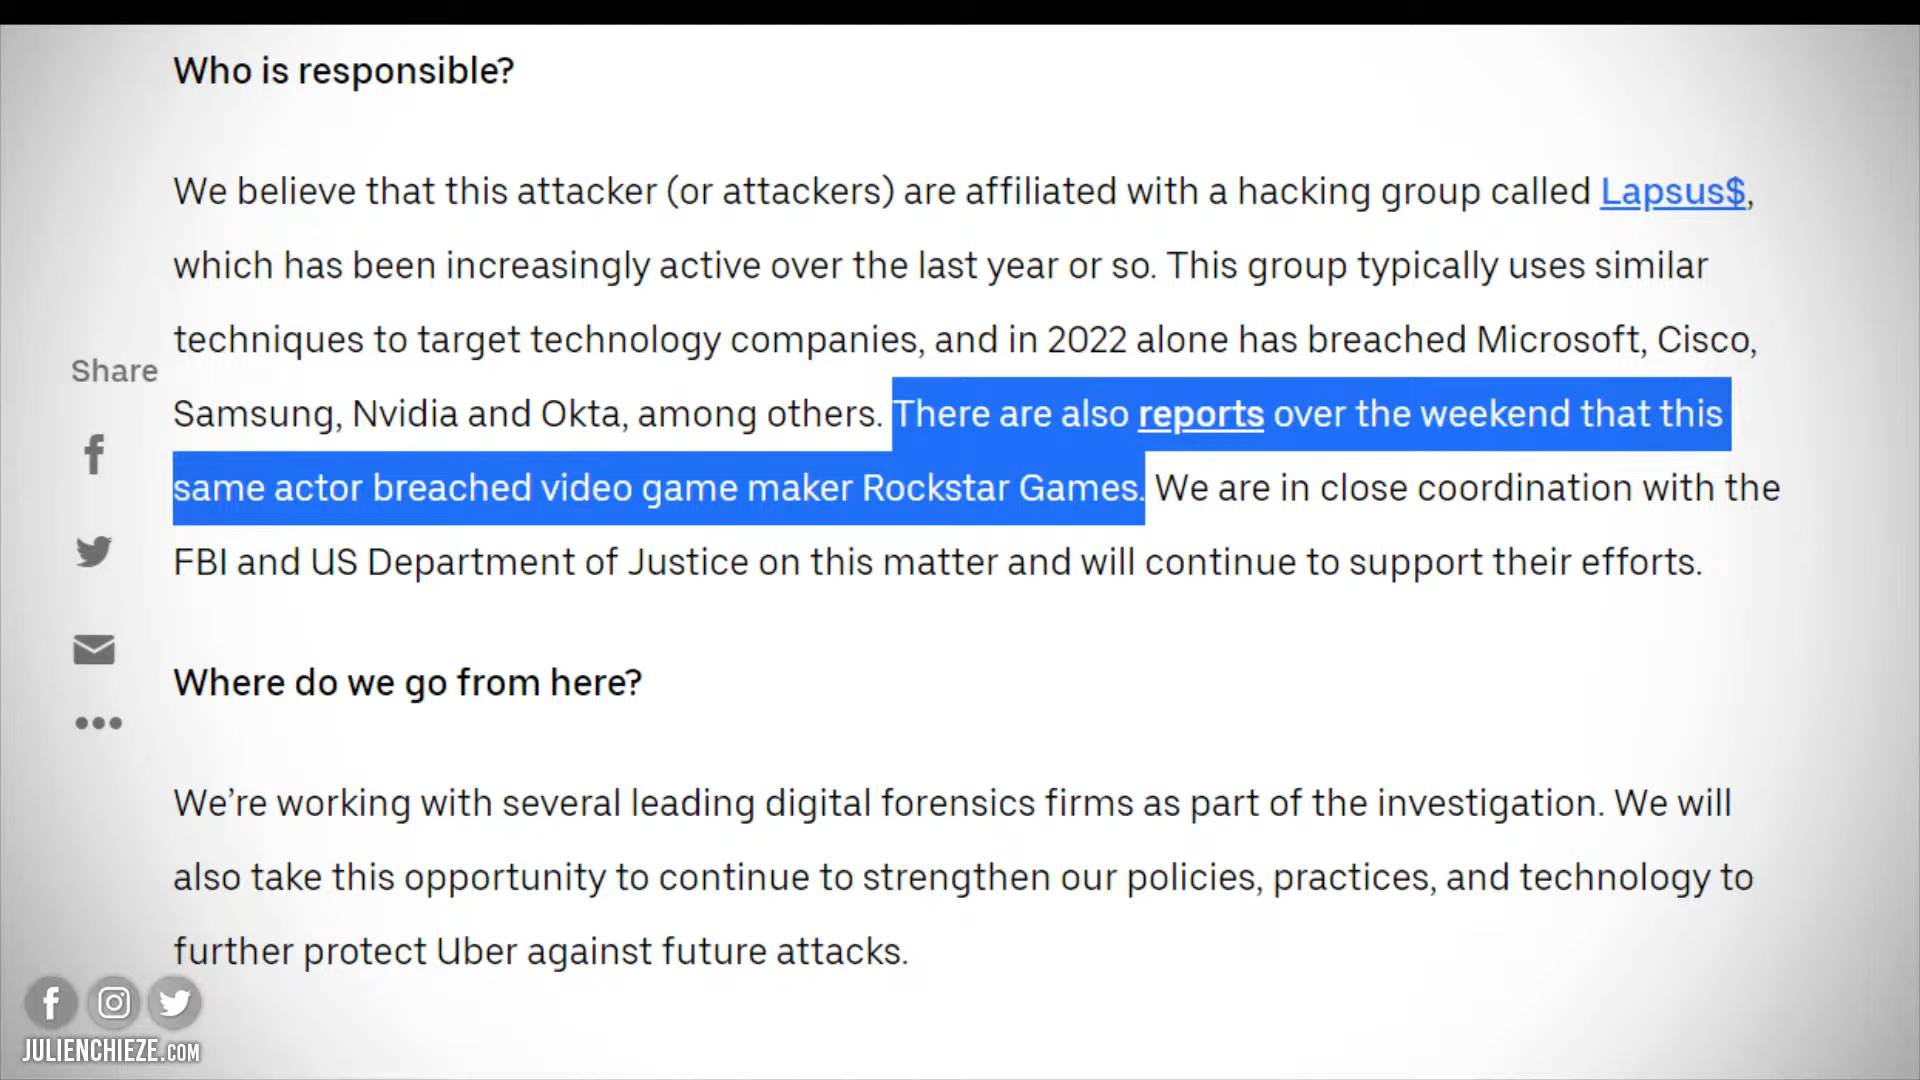 Who is responsible?
We believe that this attacker (or attackers) are affiliated with a hacking group called Lapsus$,
which has been increasingly active over the last year or so. This group typically uses similar
techniques to target technology companies, and in 2022 alone has breached Microsoft, Cisco,
Share
Samsung, Nvidia and Okta, among others. There are also reports over the weekend that this
same actor breached video game maker Rockstar Games. We are in close coordination with the
FBI and US Department of Justice on this matter and will continue to support their efforts.
Where do we go from here?
We’re working with several leading digital forensics firms as part of the investigation. We will
also take this opportunity to continue to strengthen our policies, practices, and technology to
further protect Uber against future attacks.
JULIENCHIEZE.COM